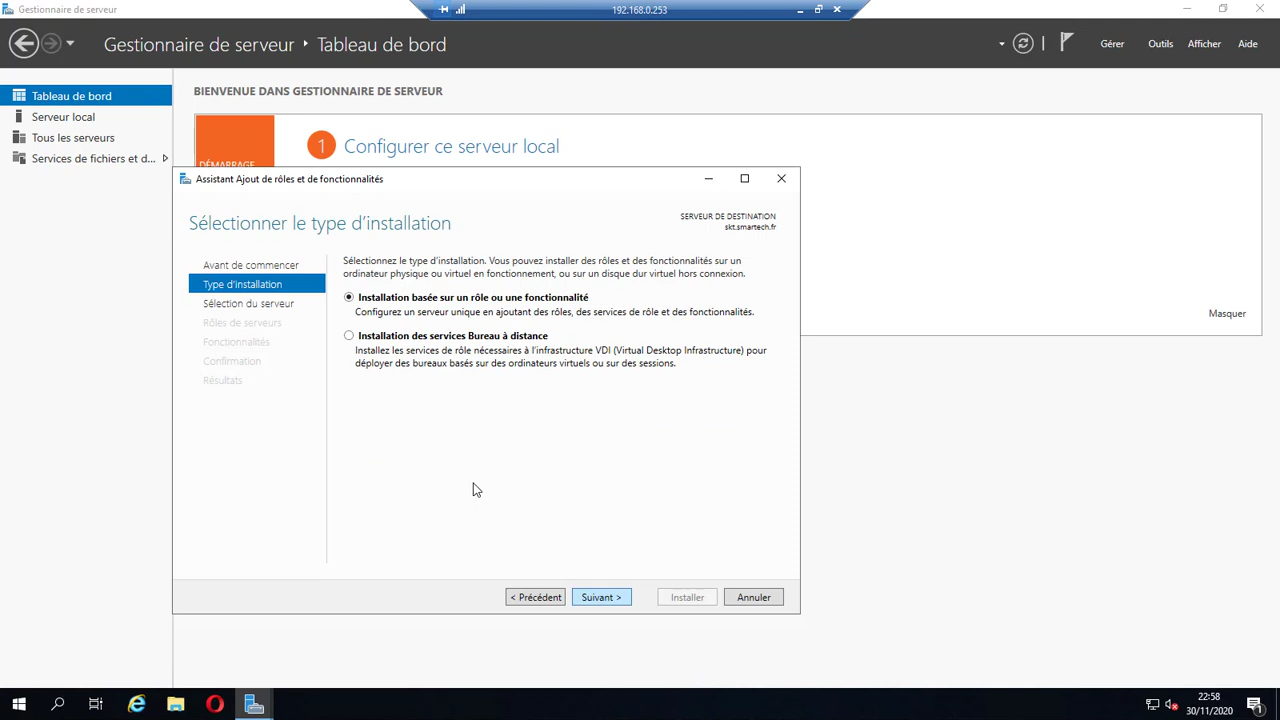 Gestionnaire de serveur
192.168.0.253
Gestionnaire de serveur ‣ Tableau de bord
Gérer
Outils
Afficher
Aide
Tableau de bord
Serveur local
Tous les serveurs
Services de fichiers et d...
BIENVENUE DANS GESTIONNAIRE DE SERVEUR
DÉMARRAGE
1 Configurer ce serveur local
Masquer
Assistant Ajout de rôles et de fonctionnalités
Sélectionner le type d’installation
SERVEUR DE DESTINATION
skt.smartech.fr
Avant de commencer
Type d’installation
Sélection du serveur
Rôles de serveurs
Fonctionnalités
Confirmation
Résultats
Sélectionnez le type d’installation. Vous pouvez installer des rôles et des fonctionnalités sur un
ordinateur physique ou virtuel en fonctionnement, ou sur un disque dur virtuel hors connexion.
Installation basée sur un rôle ou une fonctionnalité
Configurez un serveur unique en ajoutant des rôles, des services de rôle et des fonctionnalités.
Installation des services Bureau à distance
Installez les services de rôle nécessaires à l’infrastructure VDI (Virtual Desktop Infrastructure) pour
déployer des bureaux basés sur des ordinateurs virtuels ou sur des sessions.
< Précédent
Suivant >
Installer
Annuler
22:58
30/11/2020
1